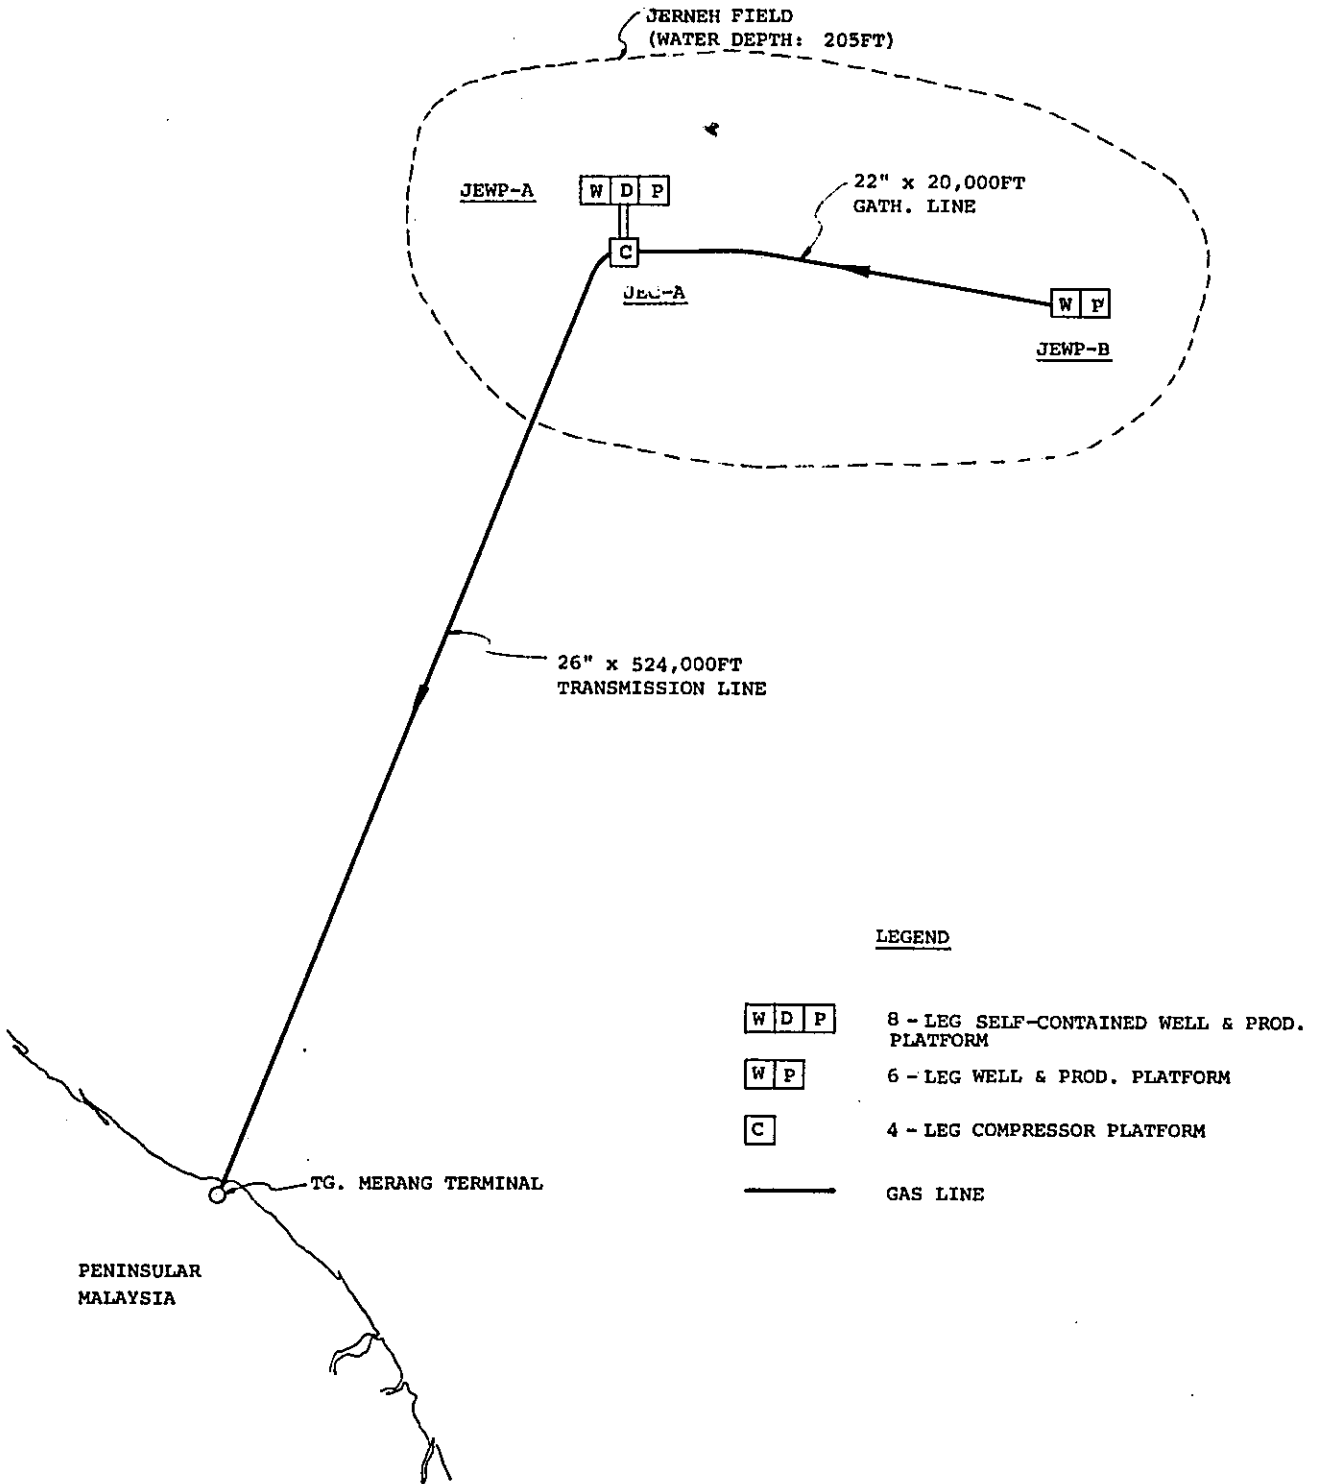 JERNEH FIELD
(WATER DEPTH: 205FT)
JEWP-A
W D P
22" x 20,000FT
GATH. LINE
C
JEC-A
W P
JEWP-B
26" x 524,000FT
TRANSMISSION LINE
LEGEND
W D P
8-LEG SELF-CONTAINED WELL & PROD.
PLATFORM
W P
6-LEG WELL & PROD. PLATFORM
C
4-LEG COMPRESSOR PLATFORM
GAS LINE
TG. MERANG TERMINAL
PENINSULAR
MALAYSIA